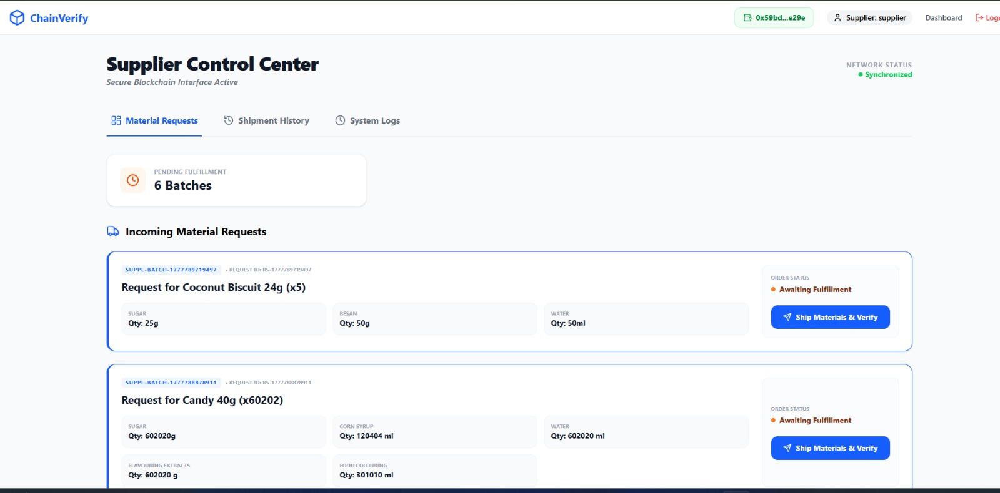 ChainVerify
0x59bd...e29e
Supplier: supplier
Dashboard
Supplier Control Center
Secure Blockchain Interface Active
NETWORK STATUS
Synchronized
Material Requests
Shipment History
System Logs
PENDING FULFILLMENT
6 Batches
Incoming Material Requests
SUPPL-BATCH-1777789719497 • REQUEST ID: RS-1777789719497
Request for Coconut Biscuit 24g (x5)
SUGAR
Qty: 25g
BESAN
Qty: 50g
WATER
Qty: 50ml
ORDER STATUS
Awaiting Fulfillment
Ship Materials & Verify
SUPPL-BATCH-1777788878911 • REQUEST ID: RS-1777788878911
Request for Candy 40g (x60202)
SUGAR
Qty: 602020g
CORN SYRUP
Qty: 120404 ml
WATER
Qty: 602020 ml
FLAVOURING EXTRACTS
Qty: 602020 g
FOOD COLOURING
Qty: 301010 ml
ORDER STATUS
Awaiting Fulfillment
Ship Materials & Verify